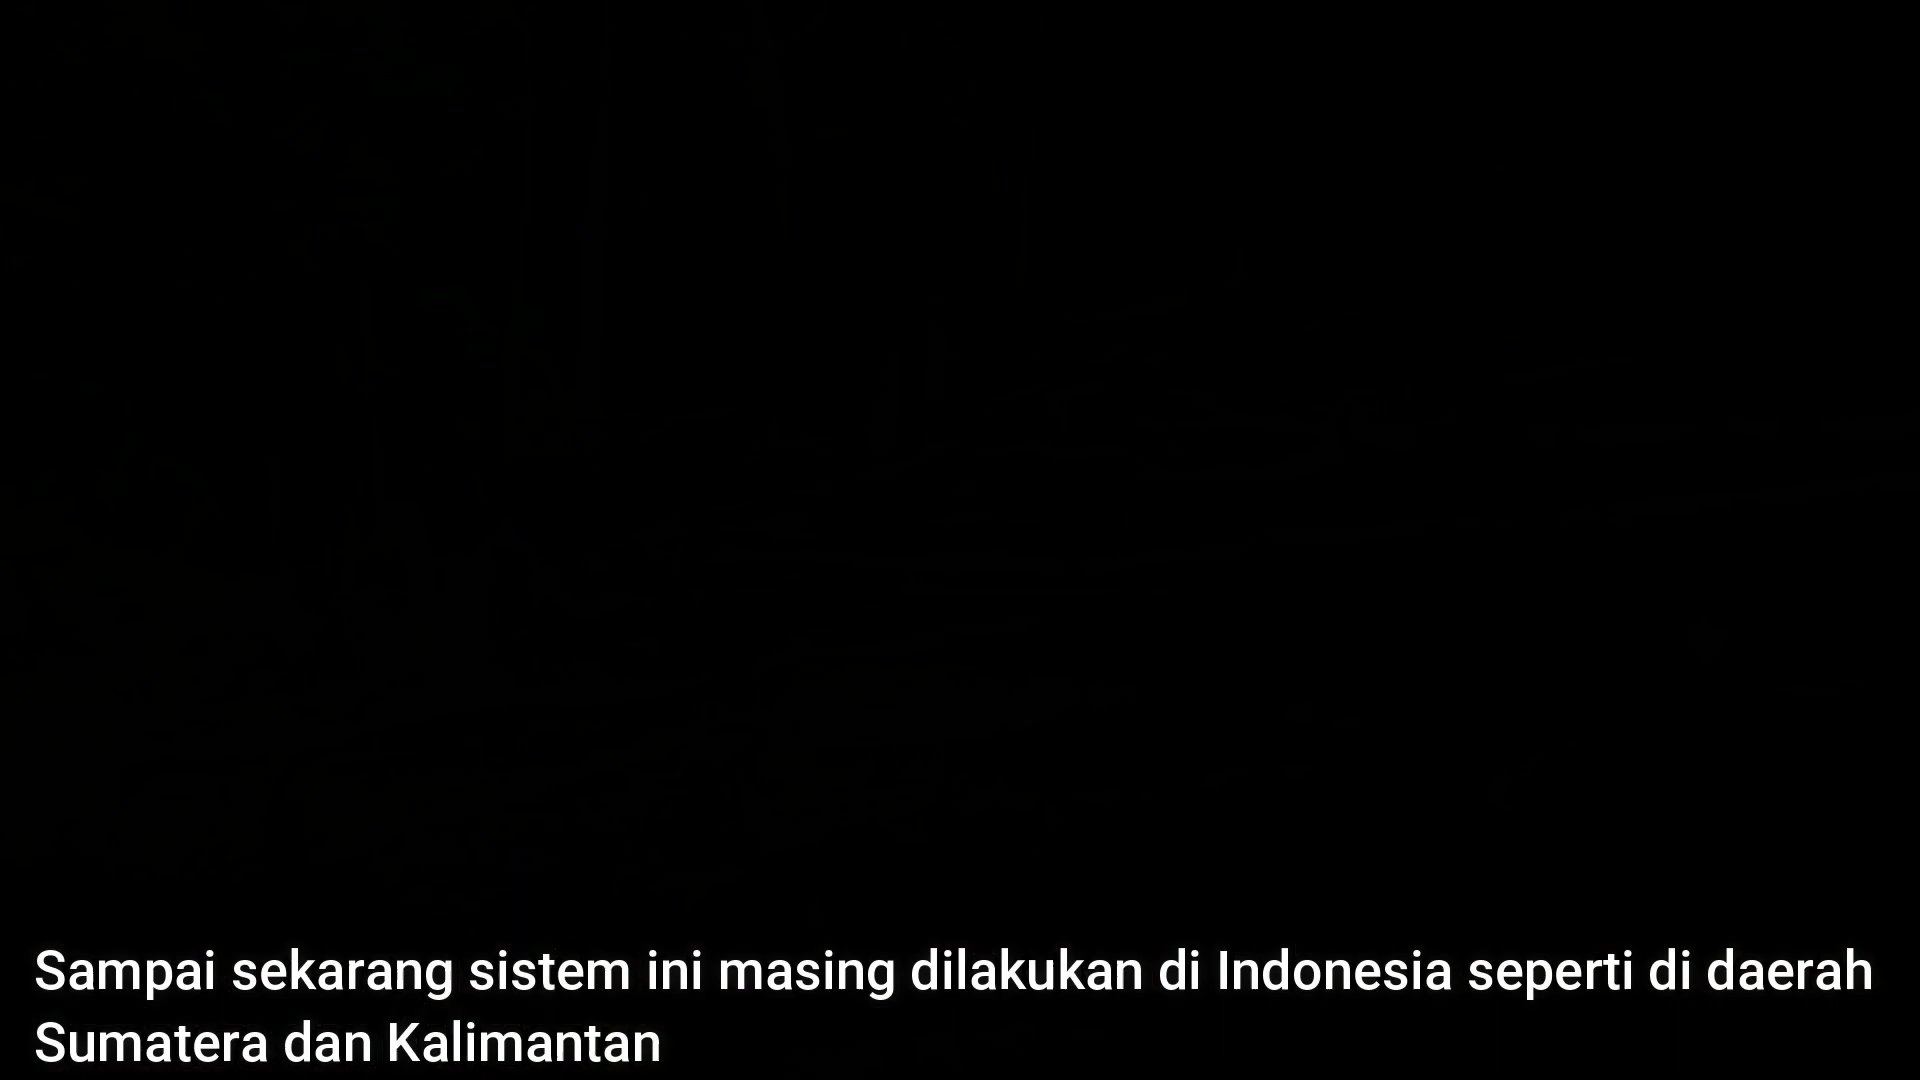 Sampai sekarang sistem ini masing dilakukan di Indonesia seperti di daerah
Sumatera dan Kalimantan